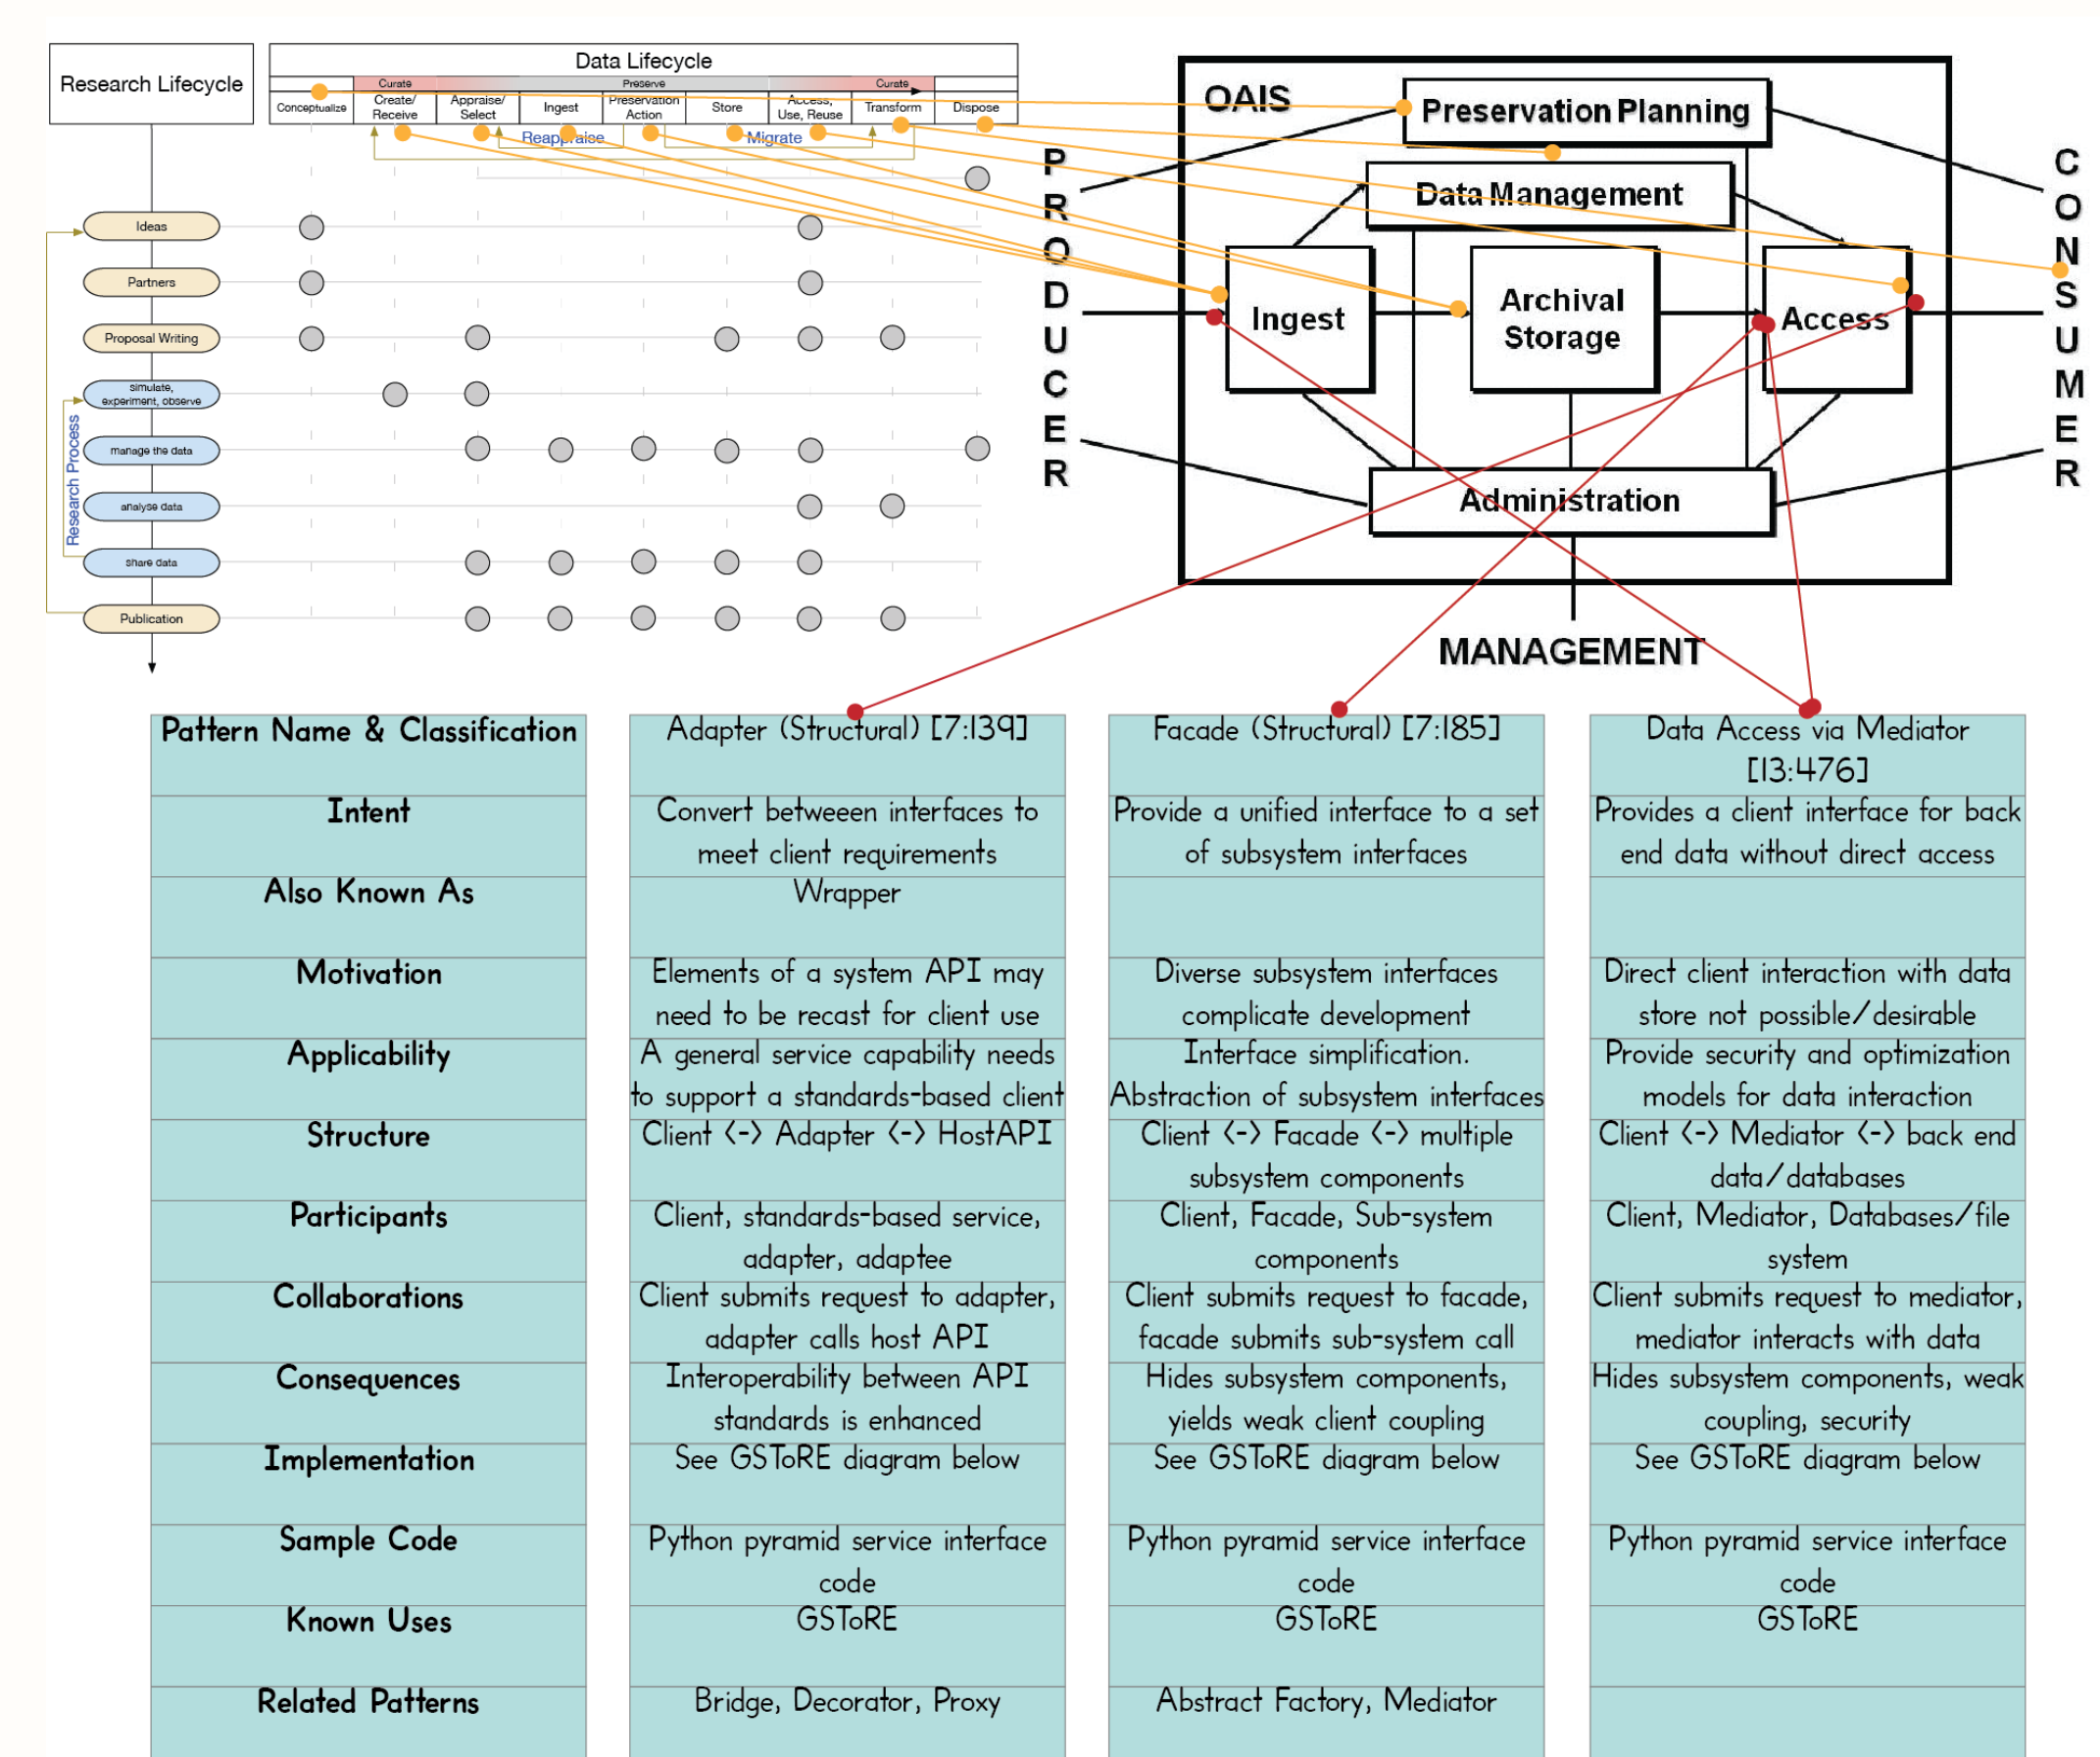 Research Lifecycle
Data Lifecycle
Curate
Preserve
Curate
Conceptualize
Create/
Receive
Appraise/
Select
Ingest
Preservation
Action
Store
Access,
Use, Reuse
Transform
Dispose
Reappraise
Migrate
Ideas
Partners
Proposal Writing
simulate,
experiment, observe
manage the data
analyse data
share data
Publication
Research Process
OAIS
Preservation Planning
Data Management
Ingest
Archival
Storage
Access
Administration
PRODUCER
CONSUMER
MANAGEMENT
Pattern Name & Classification
Adapter (Structural) [7:139]
Facade (Structural) [7:185]
Data Access via Mediator
[13:476]
Intent
Convert betweeen interfaces to
meet client requirements
Provide a unified interface to a set
of subsystem interfaces
Provides a client interface for back
end data without direct access
Also Known As
Wrapper
Motivation
Elements of a system API may
need to be recast for client use
Diverse subsystem interfaces
complicate development
Direct client interaction with data
store not possible/desirable
Applicability
A general service capability needs
to support a standards-based client
Interface simplification.
Abstraction of subsystem interfaces
Provide security and optimization
models for data interaction
Structure
Client <-> Adapter <-> HostAPI
Client <-> Facade <-> multiple
subsystem components
Client <-> Mediator <-> back end
data/databases
Participants
Client, standards-based service,
adapter, adaptee
Client, Facade, Sub-system
components
Client, Mediator, Databases/file
system
Collaborations
Client submits request to adapter,
adapter calls host API
Client submits request to facade,
facade submits sub-system call
Client submits request to mediator,
mediator interacts with data
Consequences
Interoperability between API
standards is enhanced
Hides subsystem components,
yields weak client coupling
Hides subsystem components, weak
coupling, security
Implementation
See GSToRE diagram below
See GSToRE diagram below
See GSToRE diagram below
Sample Code
Python pyramid service interface
code
Python pyramid service interface
code
Python pyramid service interface
code
Known Uses
GSToRE
GSToRE
GSToRE
Related Patterns
Bridge, Decorator, Proxy
Abstract Factory, Mediator